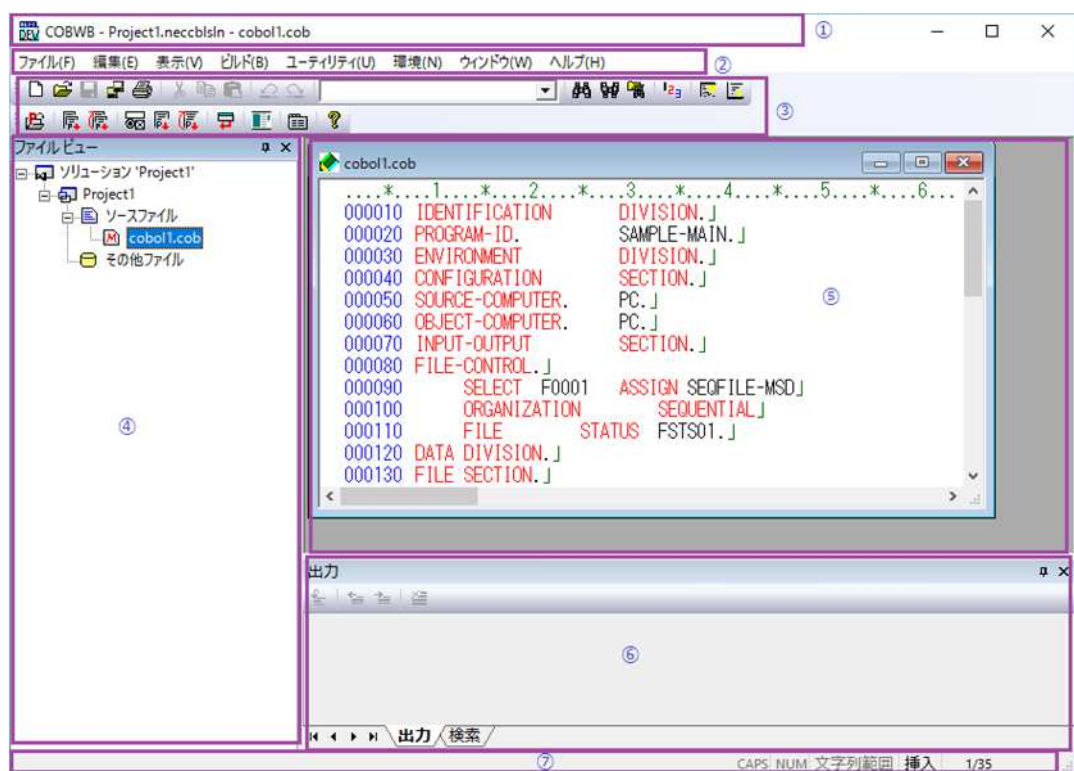 COBWB - Project1.neccblsln - cobol1.cob ①
ファイル(F) 編集(E) 表示(V) ビルド(B) ユーティリティ(U) 環境(N) ウィンドウ(W) ヘルプ(H) ②
③
ファイル ビュー
ソリューション 'Project1'
Project1
ソースファイル
cobol1.cob
その他ファイル
④
cobol1.cob
....*....1....*....2....*....3....*....4....*....5....*....6...
000010 IDENTIFICATION DIVISION.」
000020 PROGRAM-ID. SAMPLE-MAIN.」
000030 ENVIRONMENT DIVISION.」
000040 CONFIGURATION SECTION.」
000050 SOURCE-COMPUTER. PC.」
000060 OBJECT-COMPUTER. PC.」
000070 INPUT-OUTPUT SECTION.」
000080 FILE-CONTROL.」
000090 SELECT F0001 ASSIGN SEQFILE-MSD」
000100 ORGANIZATION SEQUENTIAL」
000110 FILE STATUS FSTS01.」
000120 DATA DIVISION.」
000130 FILE SECTION.」
⑤
出力
⑥
出力 検索
⑦ CAPS NUM 文字列範囲 挿入 1/35